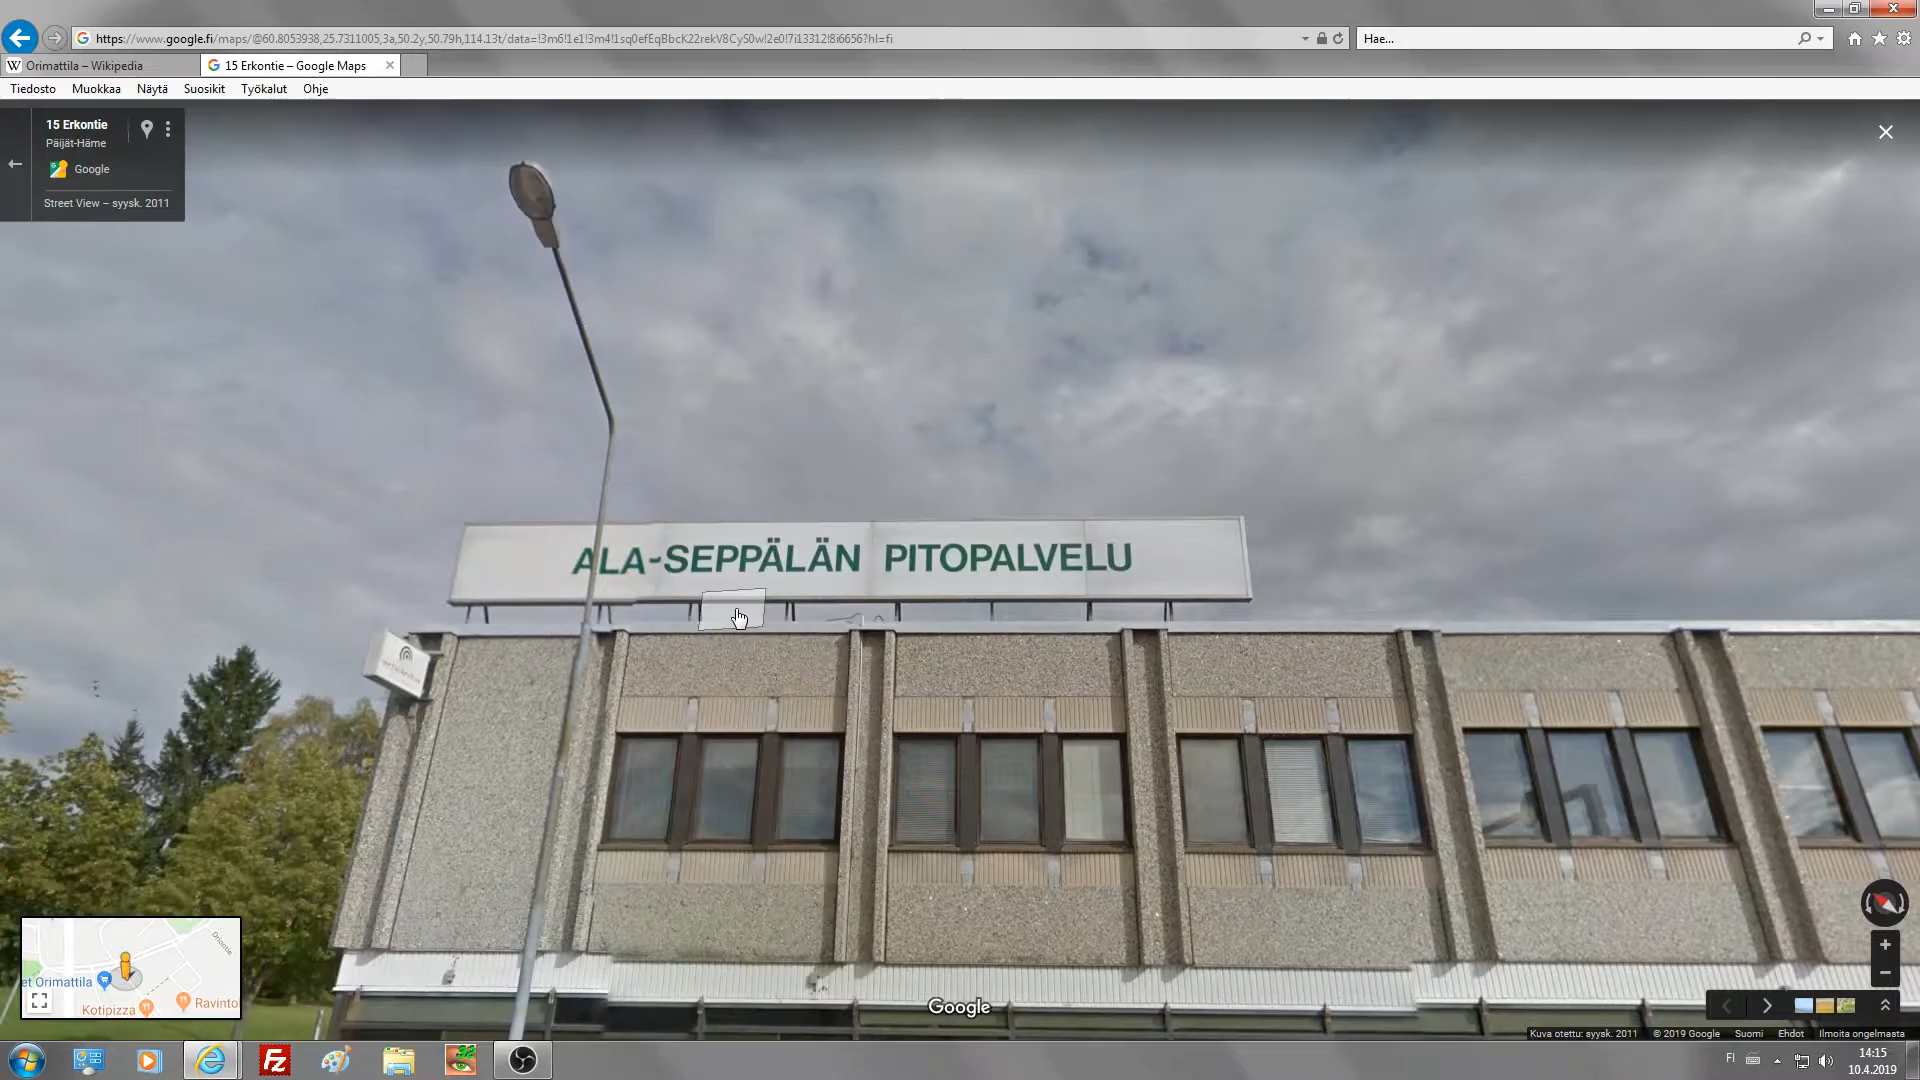 https://www.google.fi/maps/@60.8053938,25.7311005,3a,50.2y,50.79h,114.13t/data=!3m6!1e1!3m4!1sq0efEqBbcK22rekV8CyS0w!2e0!7i13312!8i6656?hl=fi
Hae...
Orimattila – Wikipedia
15 Erkontie – Google Maps
Tiedosto Muokkaa Näytä Suosikit Työkalut Ohje
15 Erkontie
Päijät-Häme
Google
Street View – syysk. 2011
ALA-SEPPÄLÄN PITOPALVELU
Oriontie
et Orimattila
Kotipizza
Ravinto
Google
Kuva otettu: syysk. 2011 © 2019 Google Suomi Ehdot Ilmoita ongelmasta
FI
14:15
10.4.2019